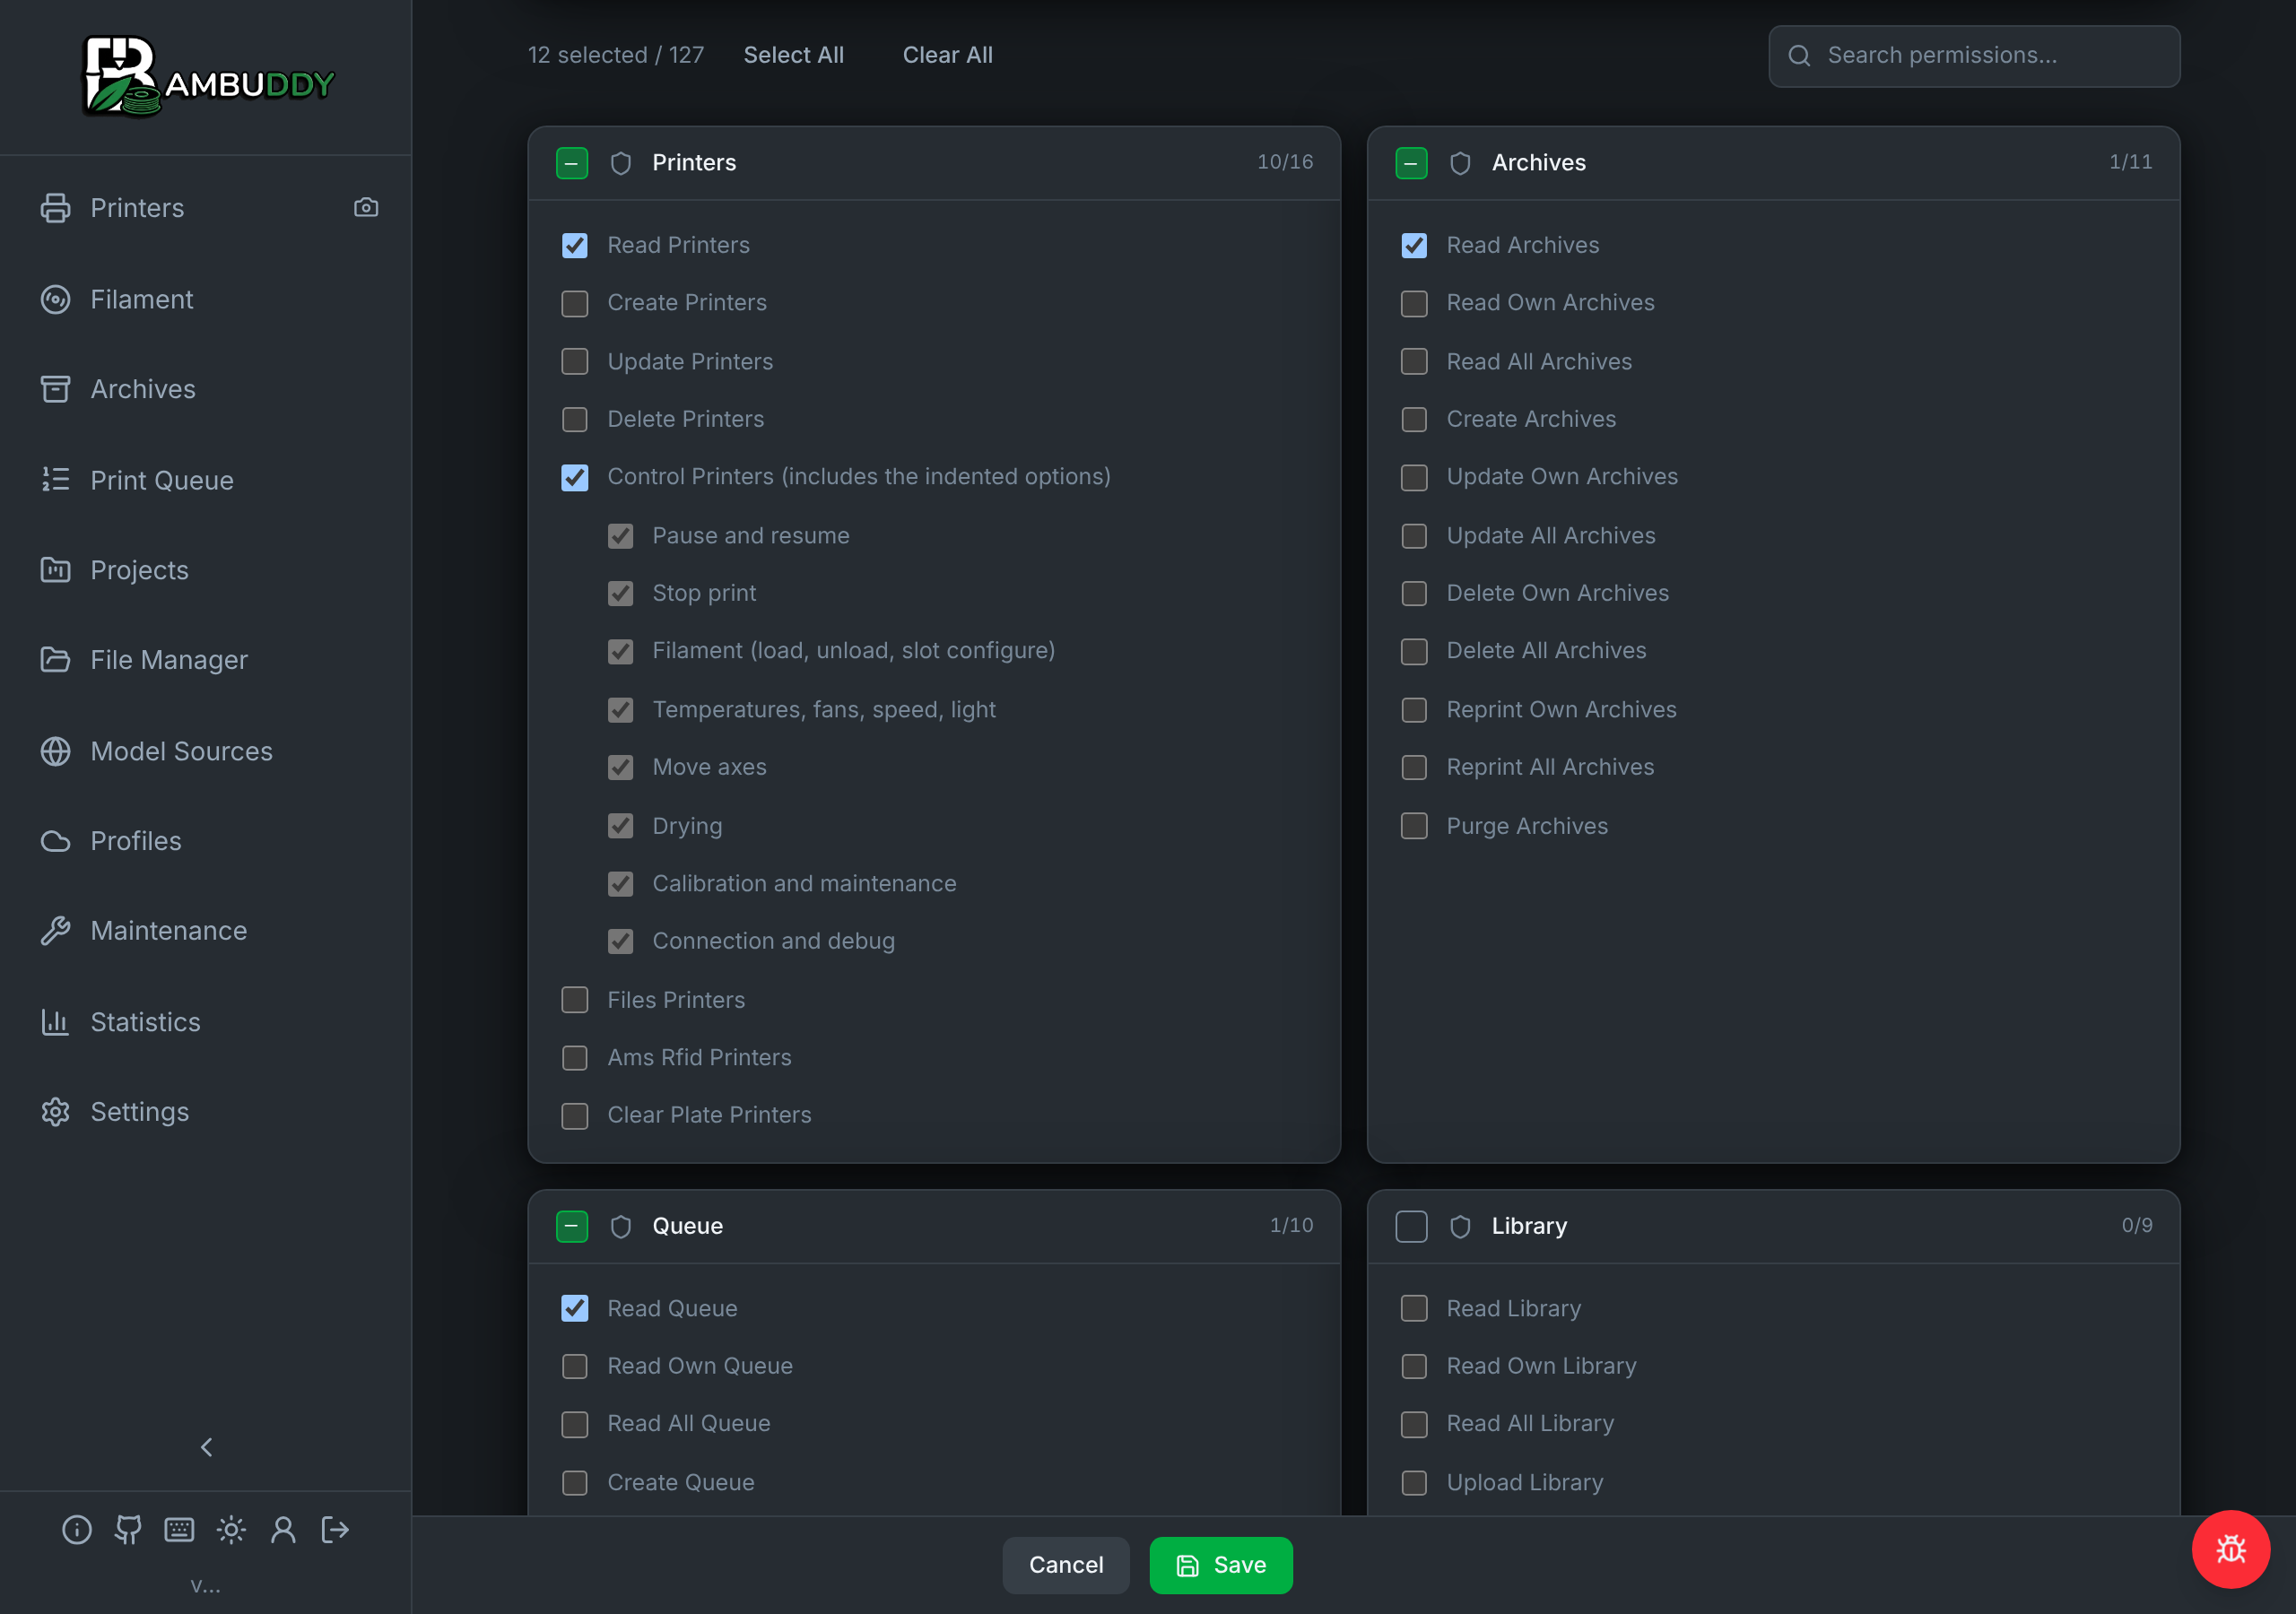 BAMBUDDY
Printers
Filament
Archives
Print Queue
Projects
File Manager
Model Sources
Profiles
Maintenance
Statistics
Settings
v...
12 selected / 127
Select All
Clear All
Search permissions...
Printers
10/16
Read Printers
Create Printers
Update Printers
Delete Printers
Control Printers (includes the indented options)
Pause and resume
Stop print
Filament (load, unload, slot configure)
Temperatures, fans, speed, light
Move axes
Drying
Calibration and maintenance
Connection and debug
Files Printers
Ams Rfid Printers
Clear Plate Printers
Archives
1/11
Read Archives
Read Own Archives
Read All Archives
Create Archives
Update Own Archives
Update All Archives
Delete Own Archives
Delete All Archives
Reprint Own Archives
Reprint All Archives
Purge Archives
Queue
1/10
Read Queue
Read Own Queue
Read All Queue
Create Queue
Library
0/9
Read Library
Read Own Library
Read All Library
Upload Library
Cancel
Save